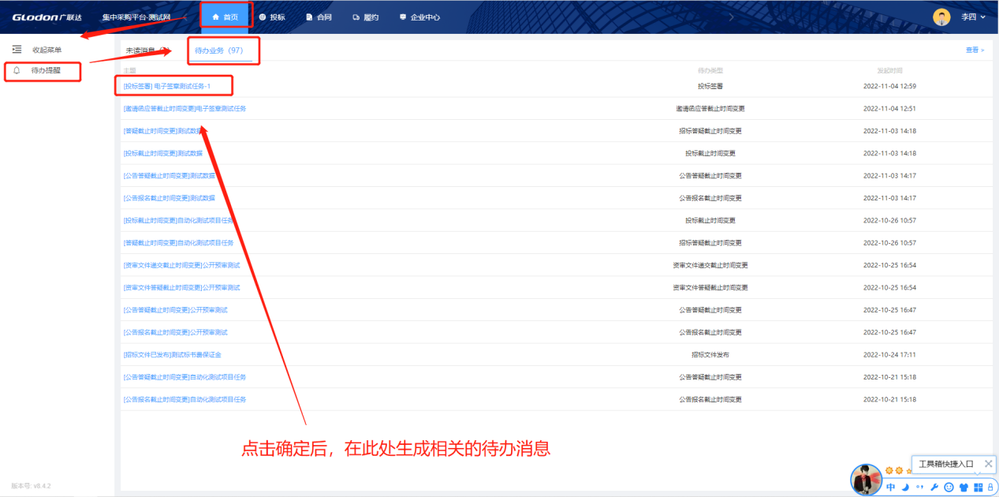 GLODON广联达 集中采购平台-测试网 首页 投标 合同 履约 企业中心 李四
收起菜单
待办提醒
未读消息 待办业务（97） 查看 >
主题 待办类型 发起时间
[投标签署] 电子签章测试任务-1 投标签署 2022-11-04 12:59
[邀请函应答截止时间变更]电子签章测试任务 邀请函应答截止时间变更 2022-11-04 12:51
[答疑截止时间变更]测试数据 招标答疑截止时间变更 2022-11-03 14:18
[投标截止时间变更]测试数据 投标截止时间变更 2022-11-03 14:18
[公告答疑截止时间变更]测试数据 公告答疑截止时间变更 2022-11-03 14:17
[公告报名截止时间变更]测试数据 公告报名截止时间变更 2022-11-03 14:17
[投标截止时间变更]自动化测试项目任务 投标截止时间变更 2022-10-26 10:57
[答疑截止时间变更]自动化测试项目任务 招标答疑截止时间变更 2022-10-26 10:57
[资审文件递交截止时间变更]公开预审测试 资审文件递交截止时间变更 2022-10-25 16:54
[资审文件答疑截止时间变更]公开预审测试 资审文件答疑截止时间变更 2022-10-25 16:54
[公告答疑截止时间变更]公开预审测试 公告答疑截止时间变更 2022-10-25 16:47
[公告报名截止时间变更]公开预审测试 公告报名截止时间变更 2022-10-25 16:47
[招标文件已发布]测试标书费保证金 招标文件发布 2022-10-24 17:11
[公告答疑截止时间变更]自动化测试项目任务 公告答疑截止时间变更 2022-10-21 15:18
[公告报名截止时间变更]自动化测试项目任务 公告报名截止时间变更 2022-10-21 15:18
点击确定后，在此处生成相关的待办消息
工具箱快捷入口
中
版本号: v8.4.2